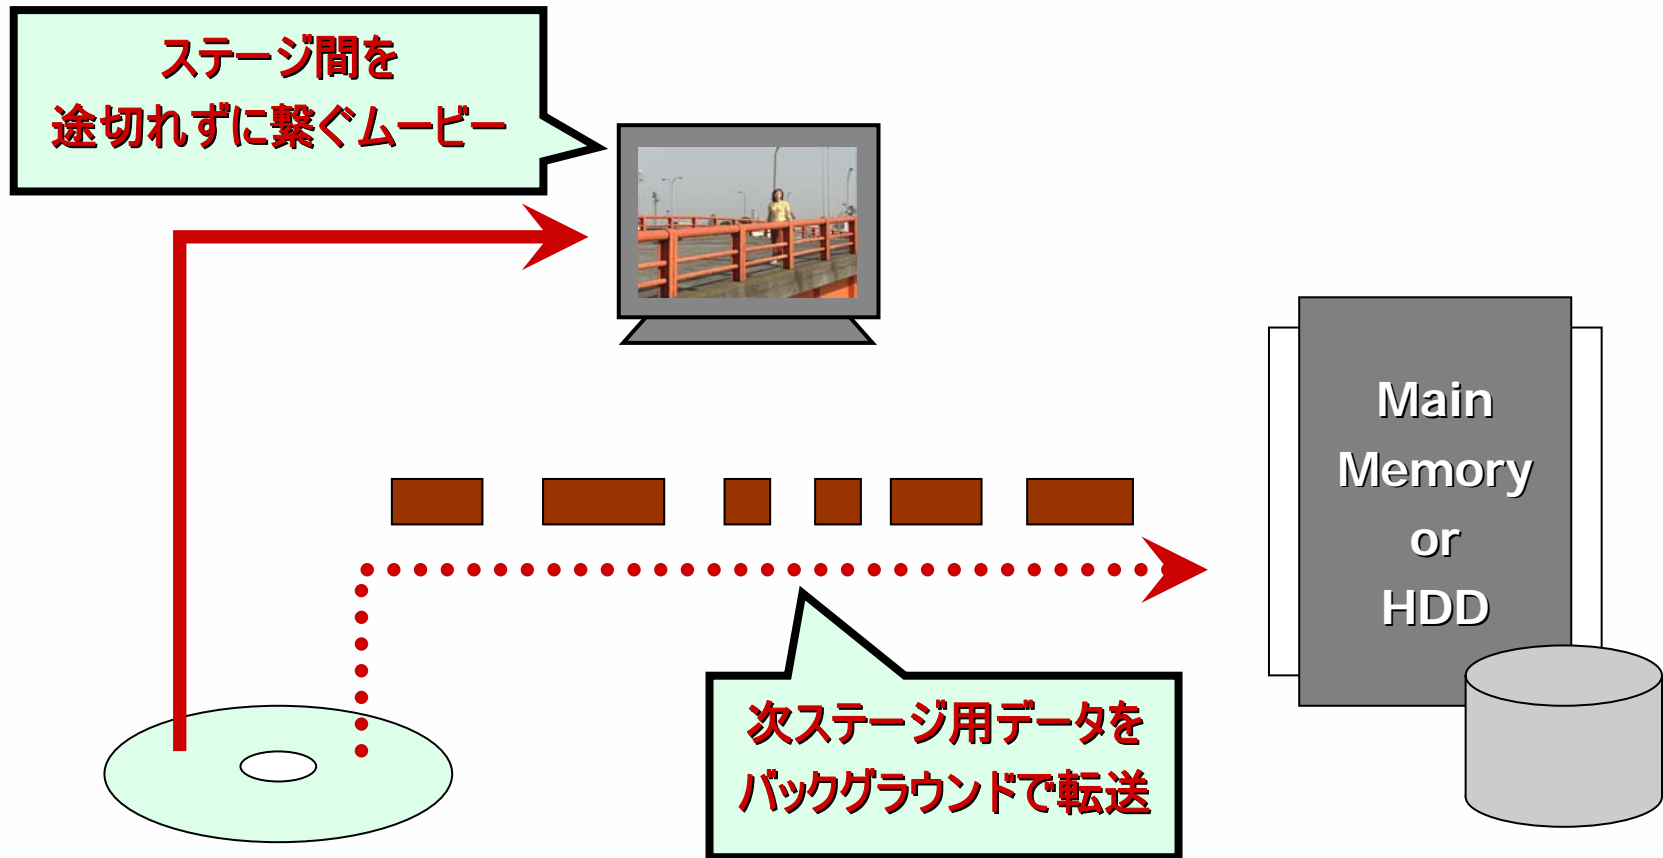 ステージ間を
途切れずに繋ぐムービー
Main
Memory
or
HDD
次ステージ用データを
バックグラウンドで転送